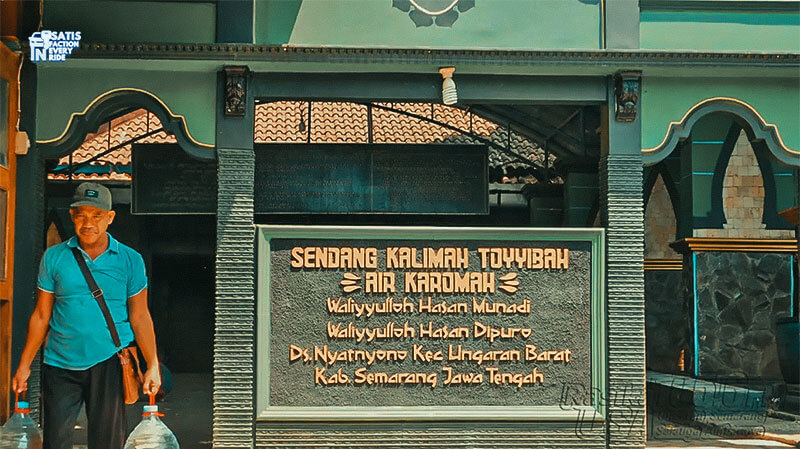 SATIS
FACTION
EVERY
RIDE
SENDANG KALIMAH TOYYIBAH
AIR KAROMAH
Waliyyulloh Hasan Munadi
Waliyyulloh Hasan Dipuro
Ds. Nyatnyono Kec Ungaran Barat
Kab. Semarang Jawa Tengah